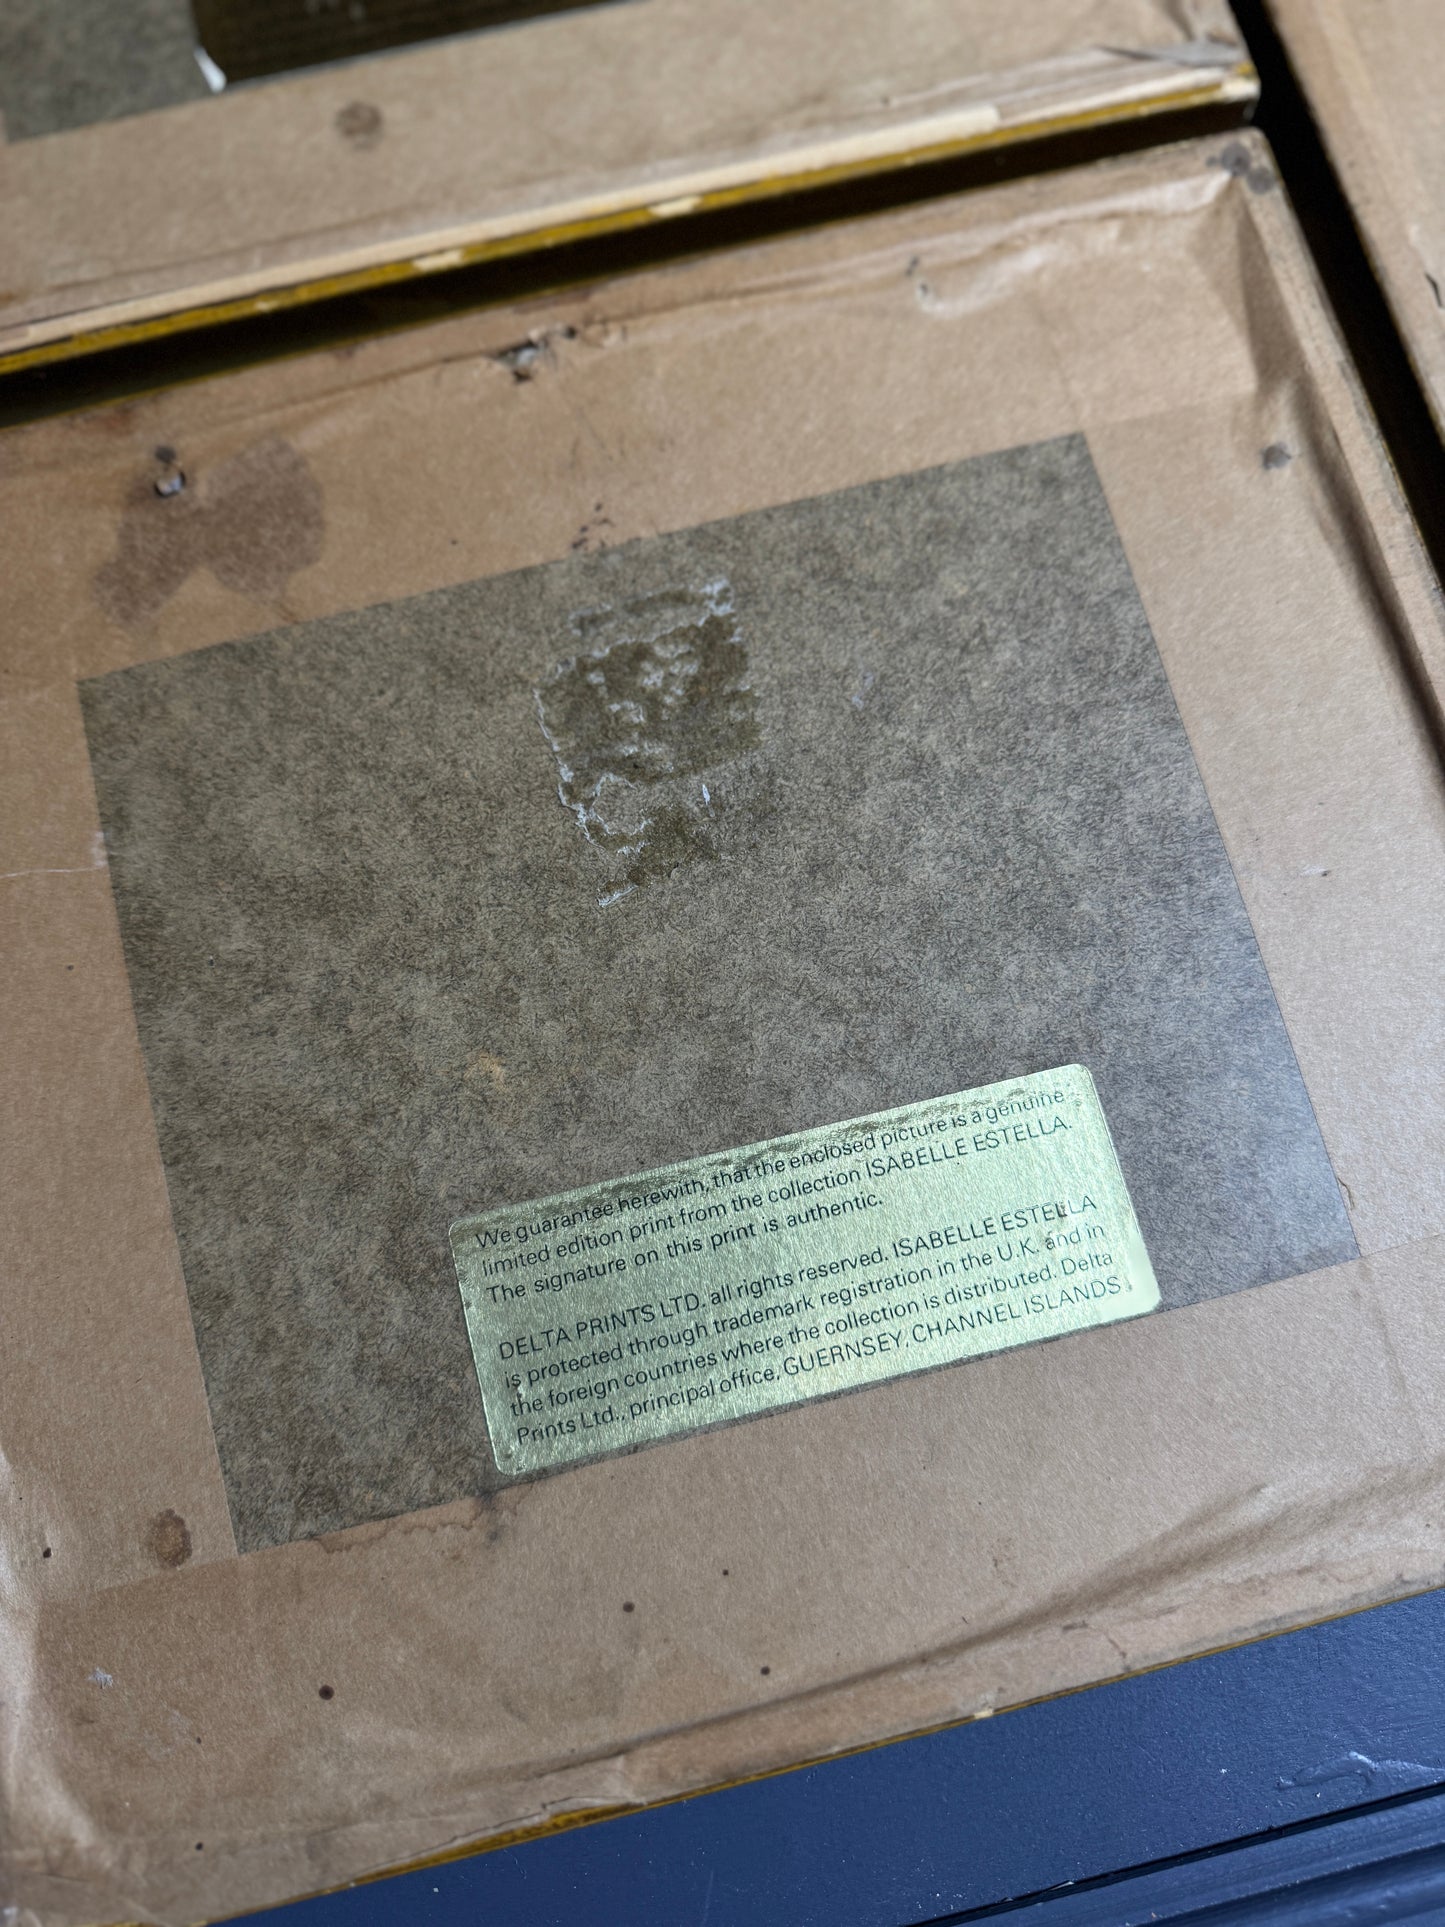 We guarantee herewith, that the enclosed picture is a genuine
limited edition print from the collection ISABELLE ESTELLA.
The signature on this print is authentic.
DELTA PRINTS LTD. all rights reserved. ISABELLE ESTELLA
is protected through trademark registration in the U.K. and in
the foreign countries where the collection is distributed. Delta
Prints Ltd., principal office, GUERNSEY, CHANNEL ISLANDS.